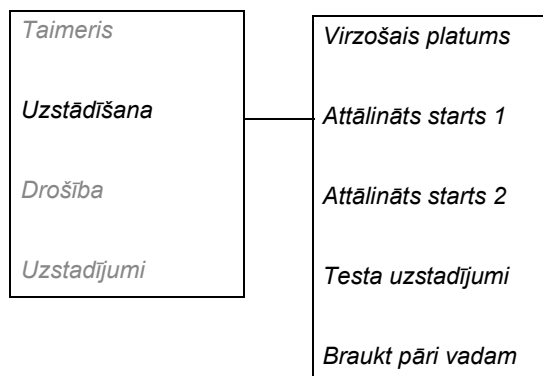 Taimeris
Uzstādīšana
Drošība
Uzstadījumi
Virzošais platums
Attālināts starts 1
Attālināts starts 2
Testa uzstadījumi
Braukt pāri vadam